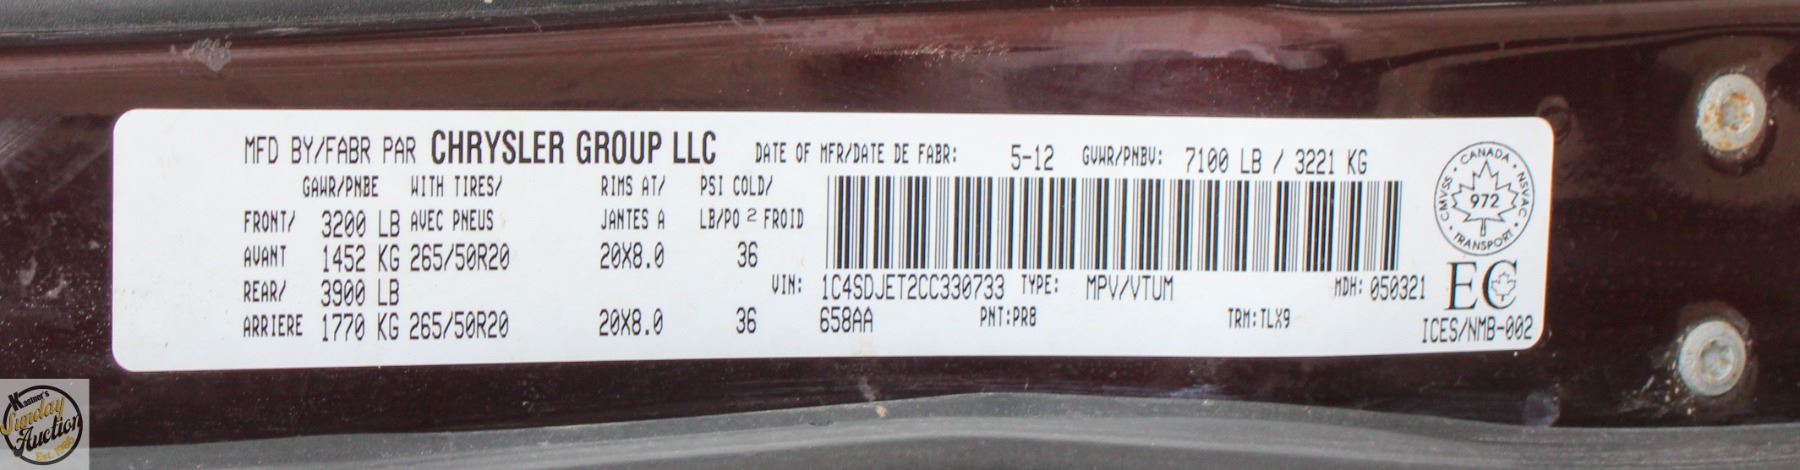 MFD BY/FABR PAR CHRYSLER GROUP LLC DATE OF MFR/DATE DE FABR: 5-12 GVWR/PNBV: 7100 LB / 3221 KG
GAWR/PNBE WITH TIRES/ RIMS AT/ PSI COLD/
FRONT/ 3200 LB AVEC PNEUS JANTES A LB/PO 2 FROID
AVANT 1452 KG 265/50R20 20X8.0 36
REAR/ 3900 LB VIN: 1C4SDJET2CC330733 TYPE: MPV/VTUM MDH: 050321
ARRIERE 1770 KG 265/50R20 20X8.0 36 658AA PNT:PR8 TRM:TLX9 ICES/NMB-002
CANADA
CMVSS · NSVAC
972
TRANSPORT
EC
Kastner's
Sunday
Auction
Est. 1986